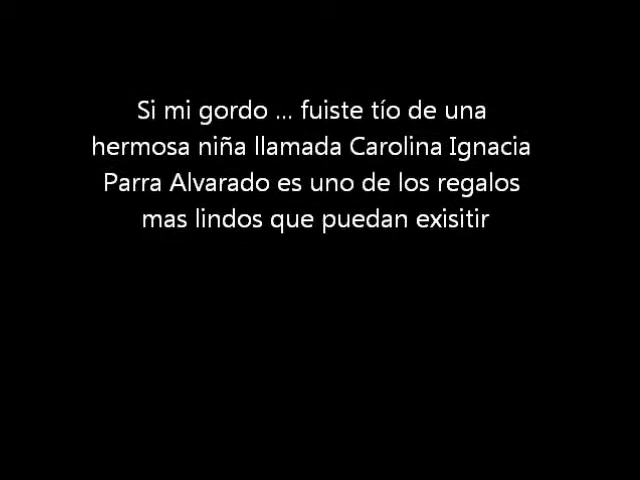 Si mi gordo ... fuiste tío de una
hermosa niña llamada Carolina Ignacia
Parra Alvarado es uno de los regalos
mas lindos que puedan exisitir